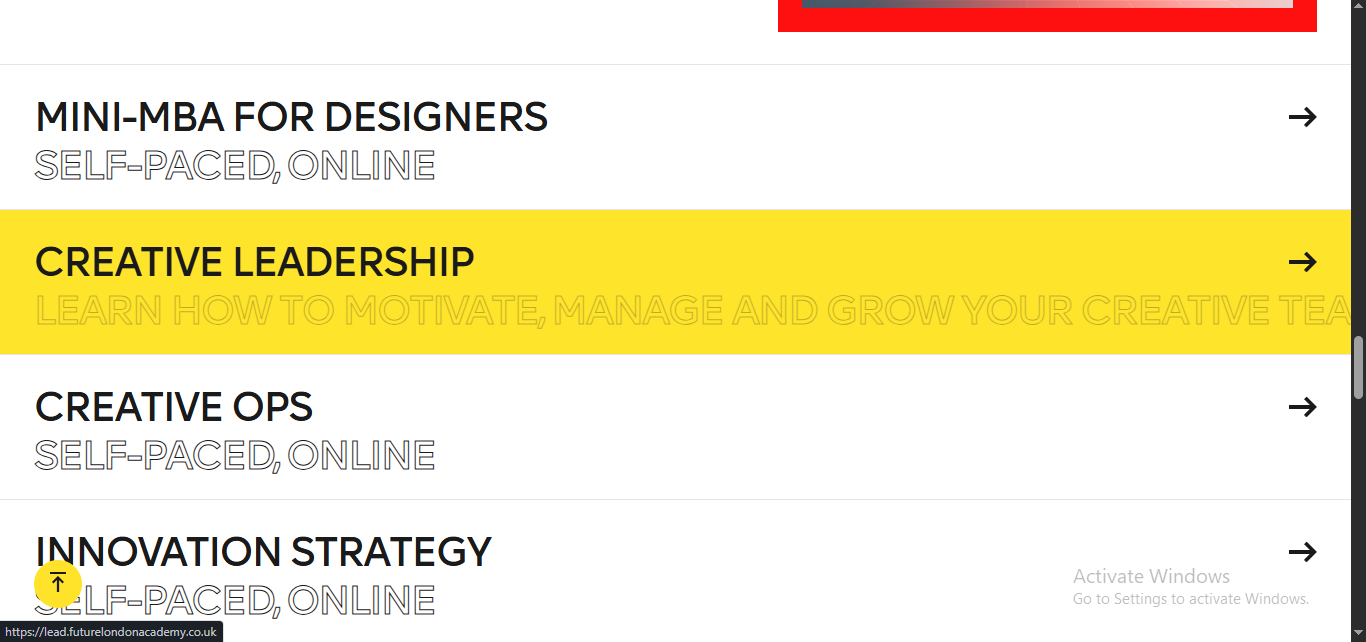 MINI-MBA FOR DESIGNERS
SELF-PACED, ONLINE
CREATIVE LEADERSHIP
LEARN HOW TO MOTIVATE, MANAGE AND GROW YOUR CREATIVE
CREATIVE OPS
SELF-PACED, ONLINE
INNOVATION STRATEGY
SELF-PACED, ONLINE
Activate Windows
Go to Settings to activate Windows.
https://lead.futurelondonacademy.co.uk